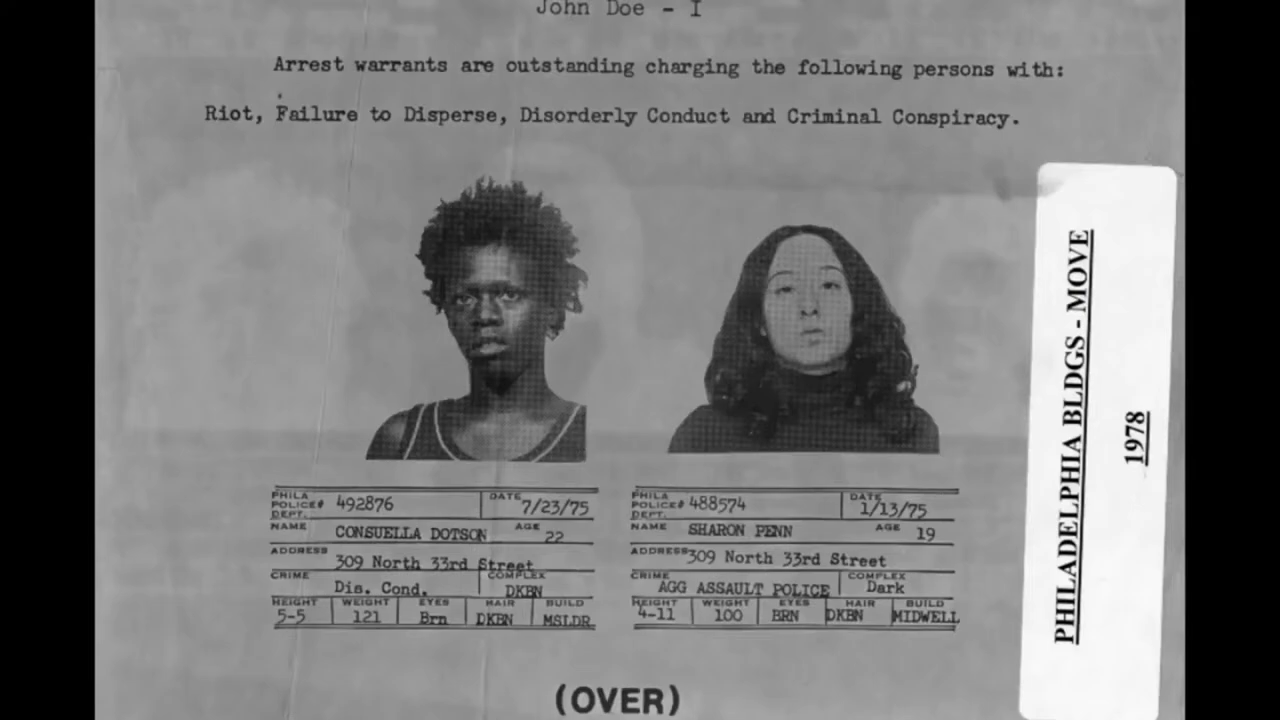 John Doe - I
Arrest warrants are outstanding charging the following persons with:
Riot, Failure to Disperse, Disorderly Conduct and Criminal Conspiracy.
PHILA POLICE# DEPT. 492876 DATE 7/23/75
NAME CONSUELLA DOTSON AGE 22
ADDRESS 309 North 33rd Street
CRIME Dis. Cond. COMPLEX DKBN
HEIGHT 5-5 WEIGHT 121 EYES Brn HAIR DKBN BUILD MSLDR
PHILA POLICE# DEPT. 488574 DATE 1/13/75
NAME SHARON PENN AGE 19
ADDRESS 309 North 33rd Street
CRIME AGG ASSAULT POLICE COMPLEX Dark
HEIGHT 4-11 WEIGHT 100 EYES BRN HAIR DKBN BUILD MIDWELL
(OVER)
PHILADELPHIA BLDGS - MOVE
1978